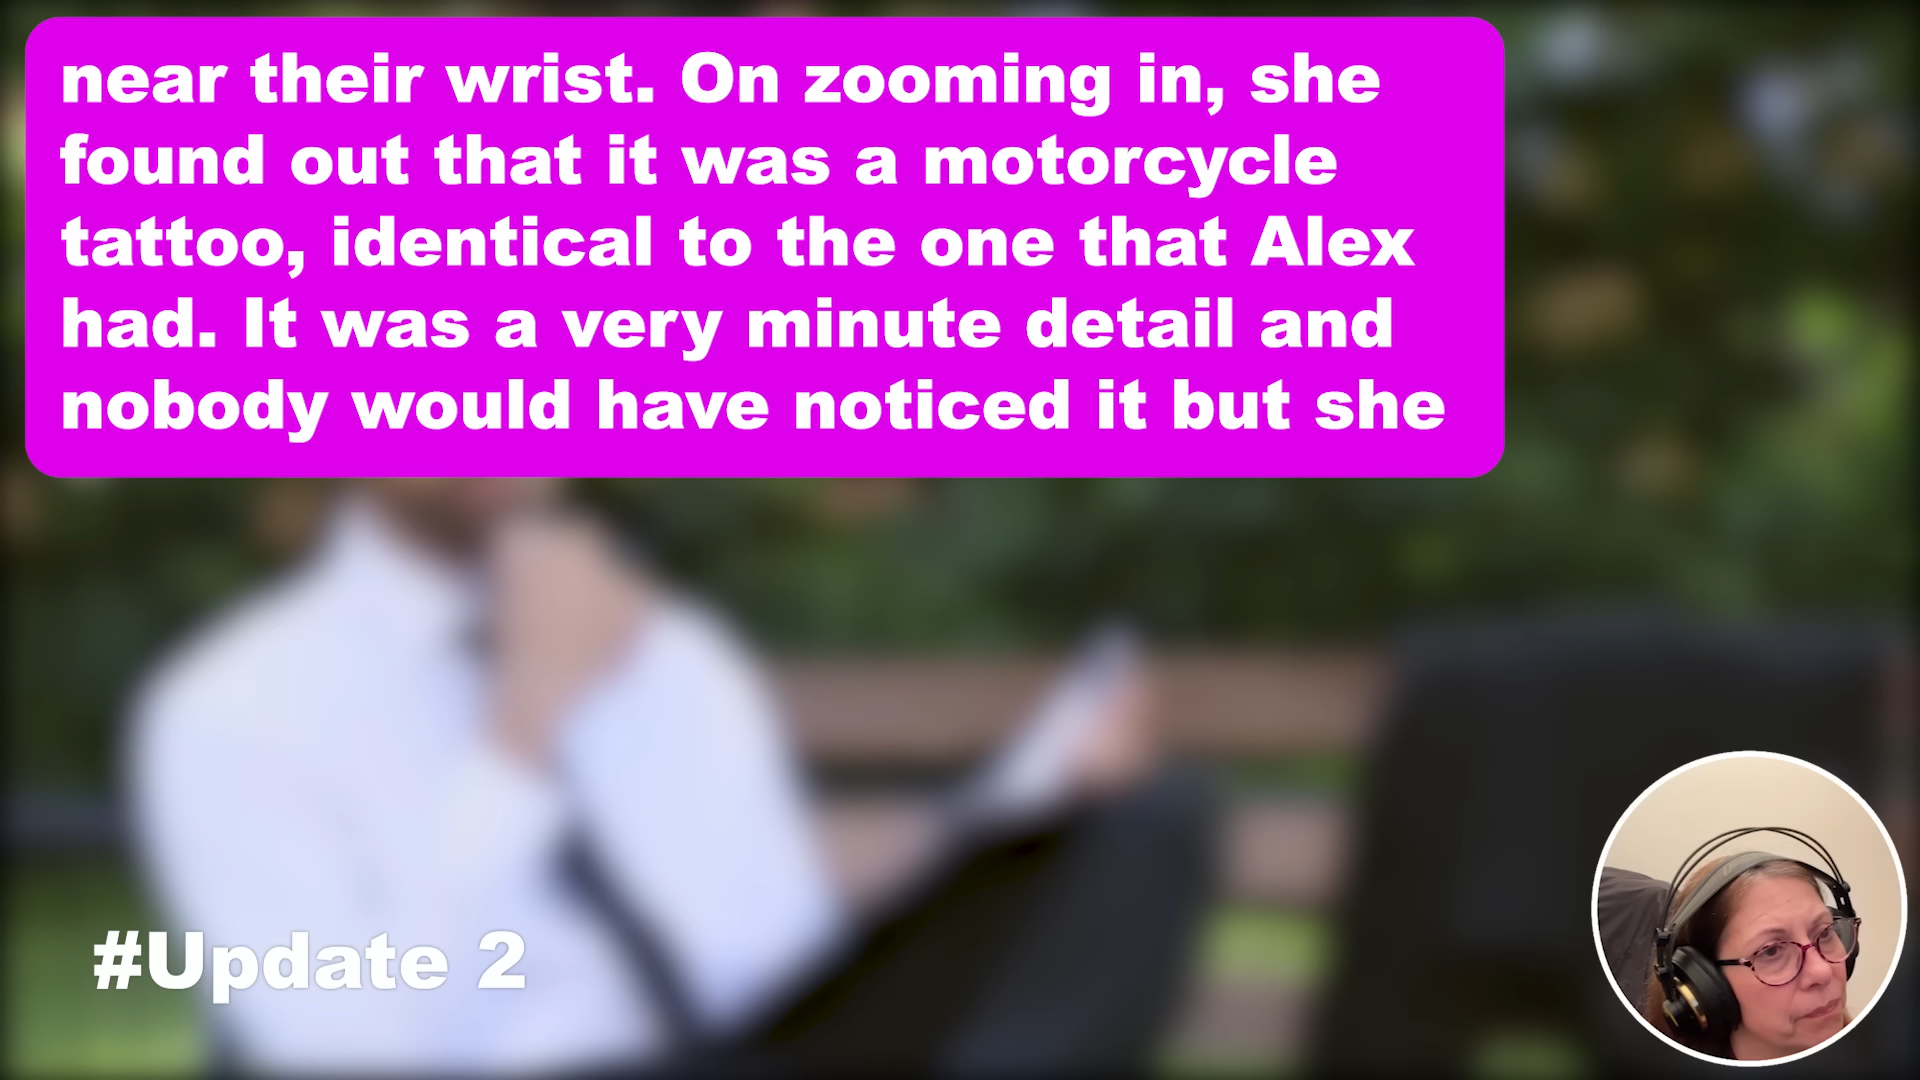 near their wrist. On zooming in, she
found out that it was a motorcycle
tattoo, identical to the one that Alex
had. It was a very minute detail and
nobody would have noticed it but she
#Update 2